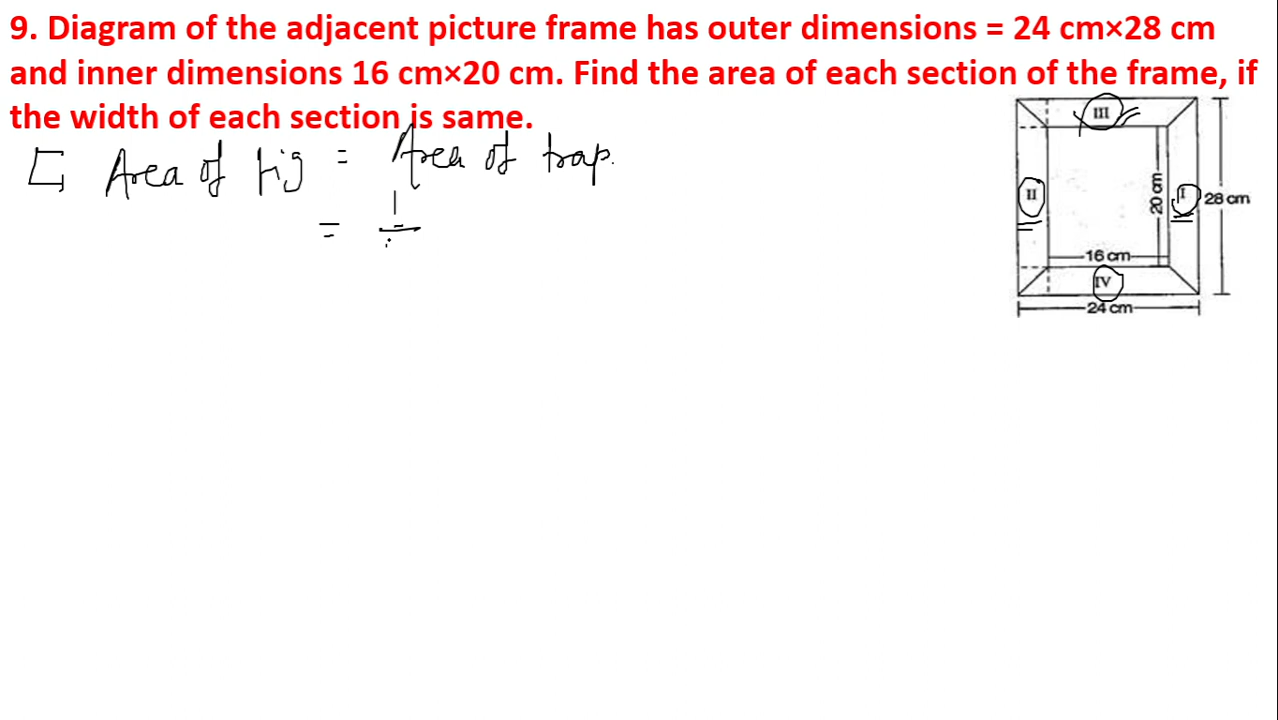 9. Diagram of the adjacent picture frame has outer dimensions = 24 cm×28 cm
and inner dimensions 16 cm×20 cm. Find the area of each section of the frame, if
the width of each section is same.
Area of fig = Area of trap.
= 1
III
II
20 cm
I
28 cm
16 cm
IV
24 cm